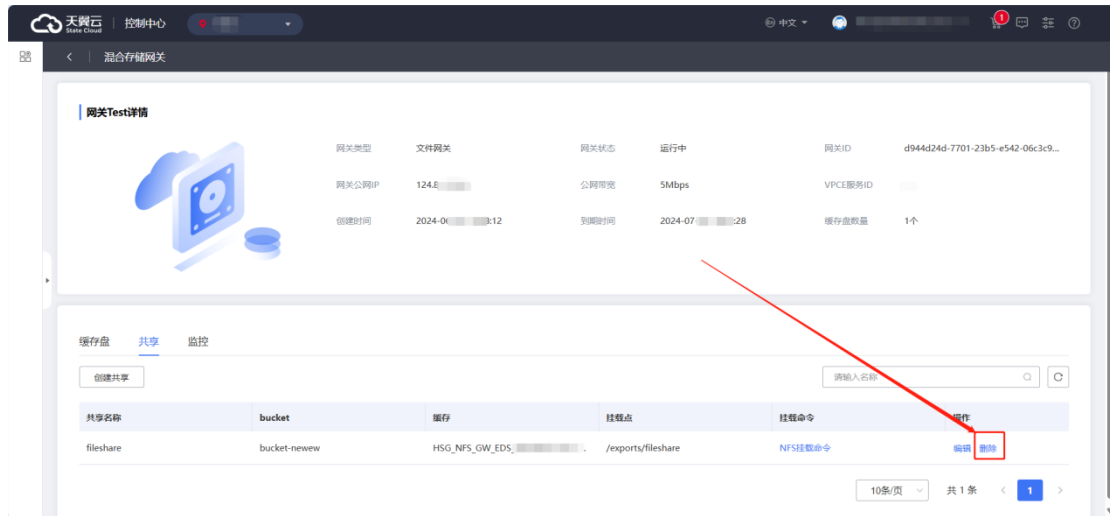 天翼云 State Cloud 控制中心 中文 1
混合存储网关
网关Test详情
网关类型 文件网关 网关状态 运行中 网关ID d944d24d-7701-23b5-e542-06c3c9...
网关公网IP 124.8 公网带宽 5Mbps VPCE服务ID
创建时间 2024-0 :12 到期时间 2024-07 :28 缓存盘数量 1个
缓存盘 共享 监控
创建共享 请输入名称
共享名称 bucket 缓存 挂载点 挂载命令 操作
fileshare bucket-newew HSG_NFS_GW_EDS_ . /exports/fileshare NFS挂载命令 编辑 删除
10条/页 共 1 条 1